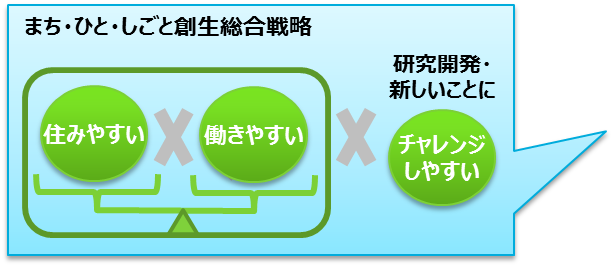 まち・ひと・しごと創生総合戦略
研究開発・
新しいことに
住みやすい
働きやすい
チャレンジ
しやすい